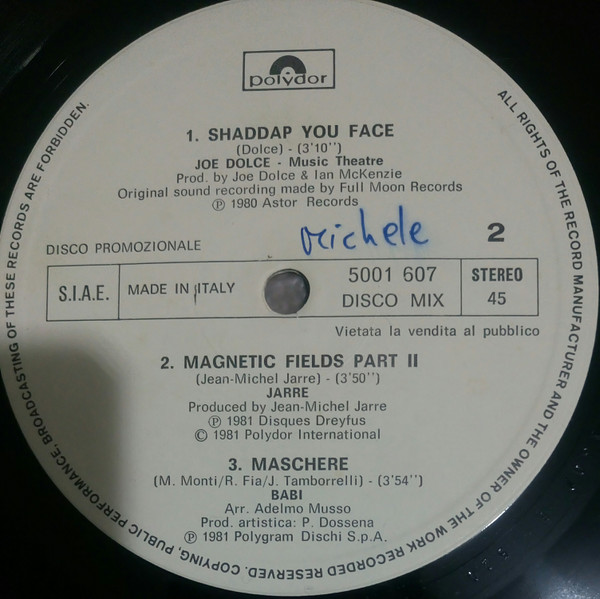 polydor
1. SHADDAP YOU FACE
(Dolce) - (3'10'')
JOE DOLCE - Music Theatre
Prod. by Joe Dolce & Ian McKenzie
Original sound recording made by Full Moon Records
Ⓟ 1980 Astor Records
DISCO PROMOZIONALE
Michele
2
S.I.A.E.
MADE IN ITALY
5001 607
DISCO MIX
STEREO
45
Vietata la vendita al pubblico
2. MAGNETIC FIELDS PART II
(Jean-Michel Jarre) - (3'50'')
JARRE
Produced by Jean-Michel Jarre
Ⓟ 1981 Disques Dreyfus
© 1981 Polydor International
3. MASCHERE
(M. Monti/R. Fia/J. Tamborrelli) - (3'54'')
BABI
Arr. Adelmo Musso
Prod. artistica: P. Dossena
Ⓟ 1981 Polygram Dischi S.p.A.
ALL RIGHTS OF THE RECORD MANUFACTURER AND THE OWNER OF THE WORK RECORDED RESERVED. COPYING, PUBLIC PERFORMANCE, BROADCASTING OF THESE RECORDS ARE FORBIDDEN.